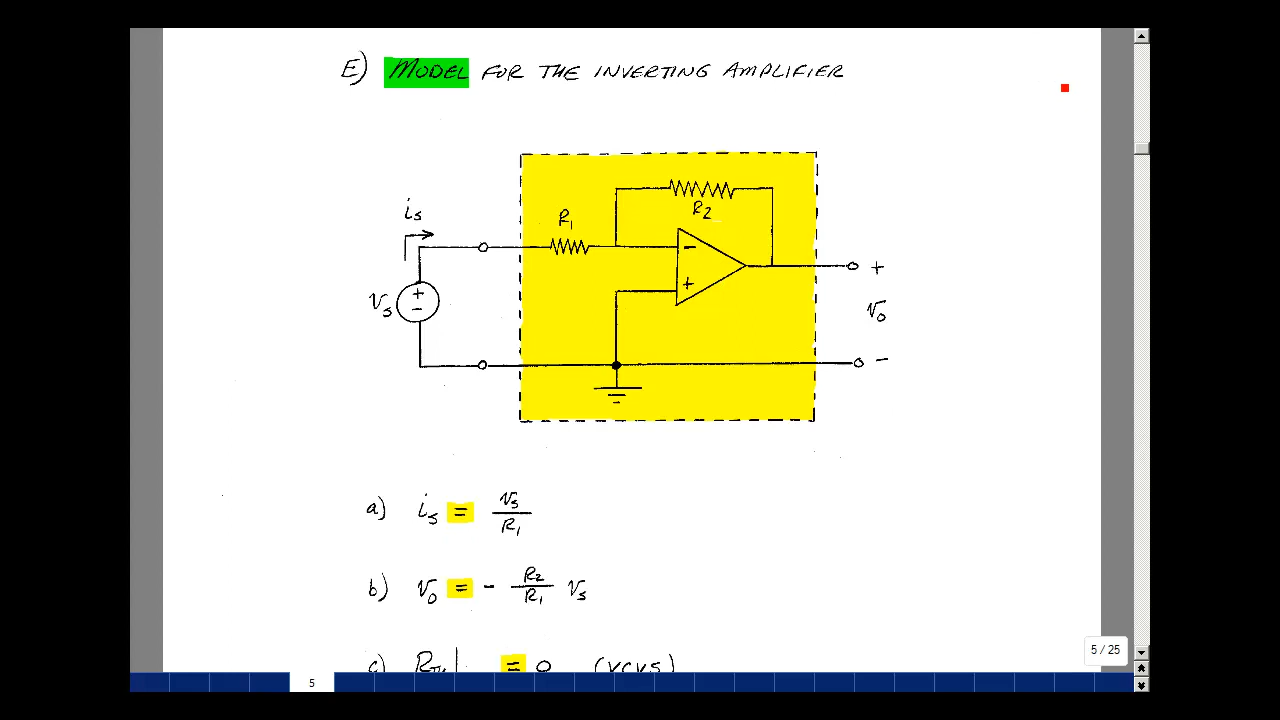 E) MODEL FOR THE INVERTING AMPLIFIER
R2
is
R1
−
+
+
Vs
+
−
Vo
−
a) is = Vs / R1
b) Vo = - R2 / R1 Vs
c) = 0 (VCVS)
5 / 25
5